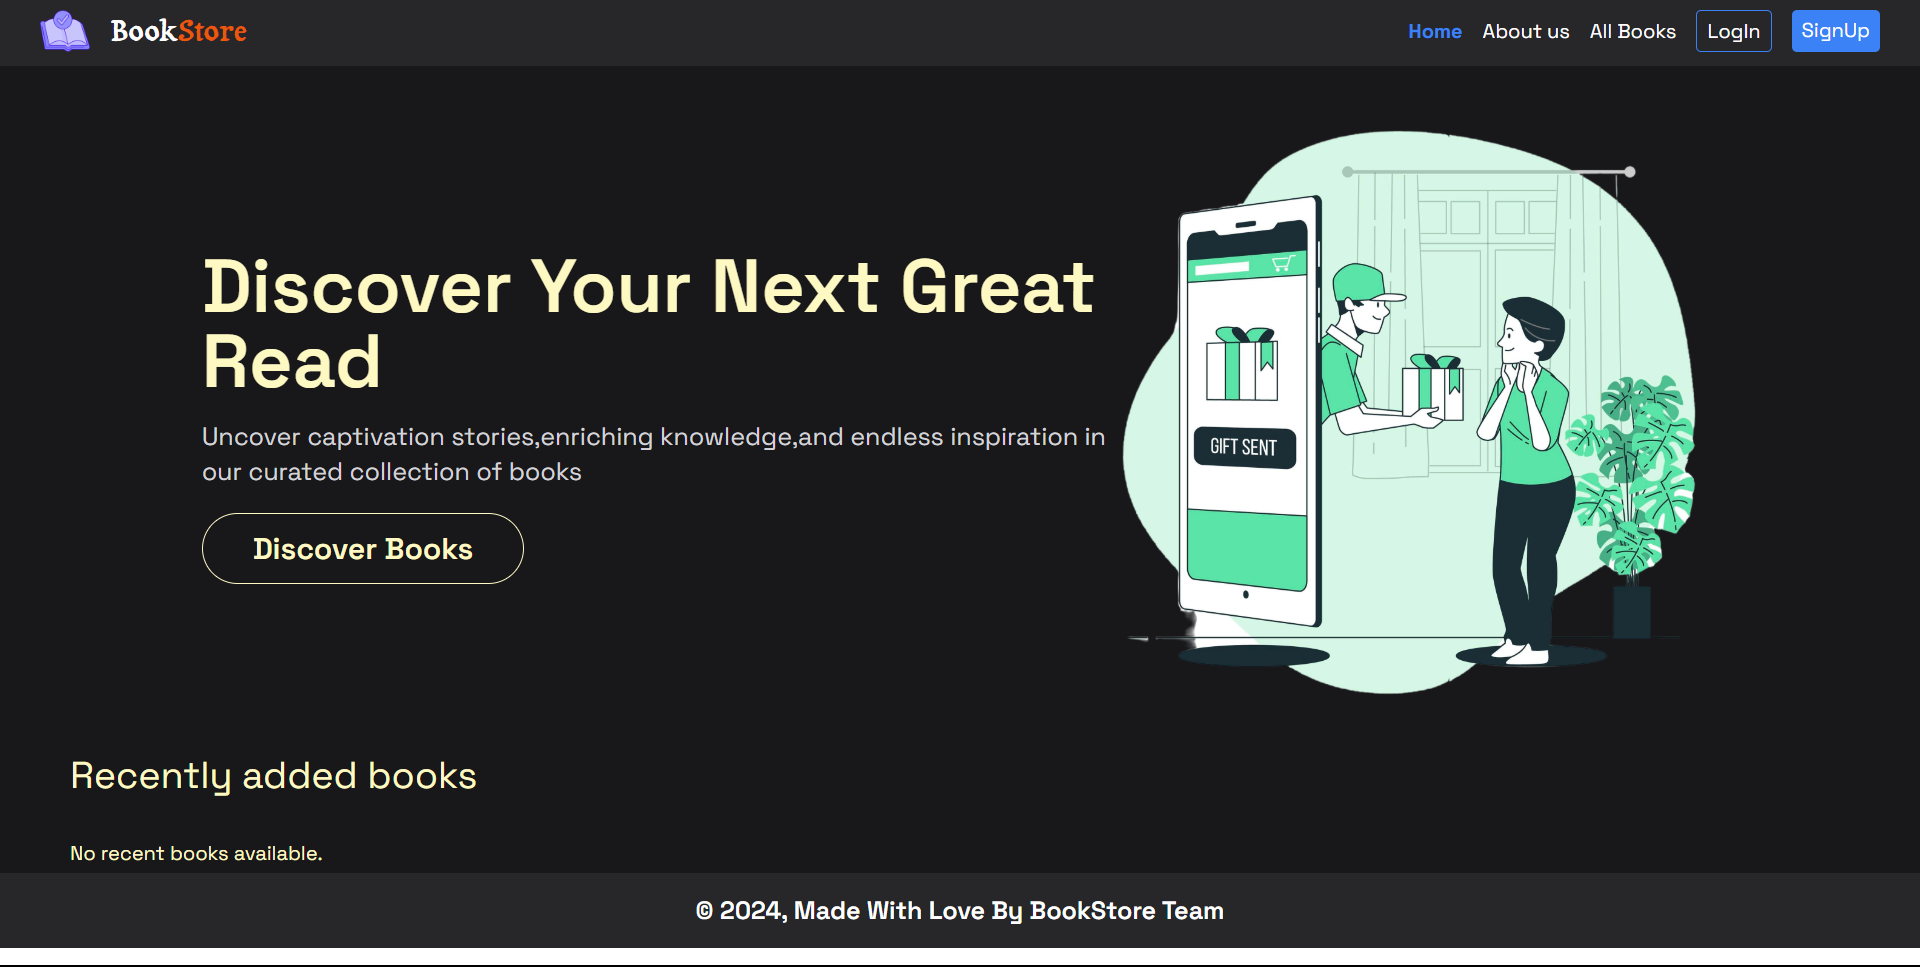 BookStore
Home About us All Books LogIn SignUp
Discover Your Next Great
Read
Uncover captivation stories,enriching knowledge,and endless inspiration in
our curated collection of books
Discover Books
GIFT SENT
Recently added books
No recent books available.
© 2024, Made With Love By BookStore Team